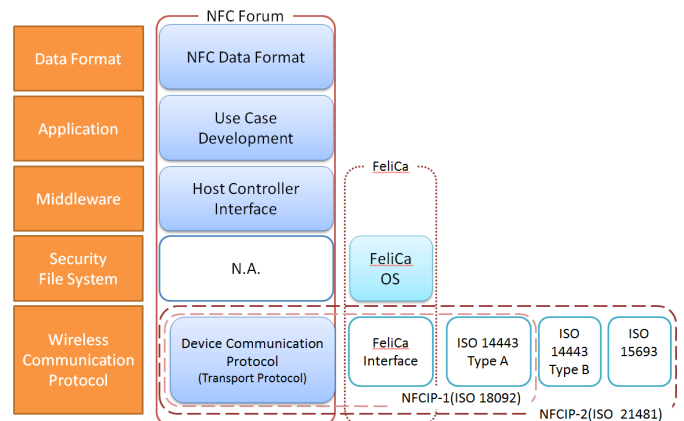 NFC Forum
Data Format
NFC Data Format
Application
Use Case
Development
Middleware
Host Controller
Interface
FeliCa
Security
File System
N.A.
FeliCa
OS
Wireless
Communication
Protocol
Device Communication
Protocol
(Transport Protocol)
FeliCa
Interface
ISO 14443
Type A
ISO
14443
Type B
ISO
15693
NFCIP-1(ISO 18092)
NFCIP-2(ISO 21481)